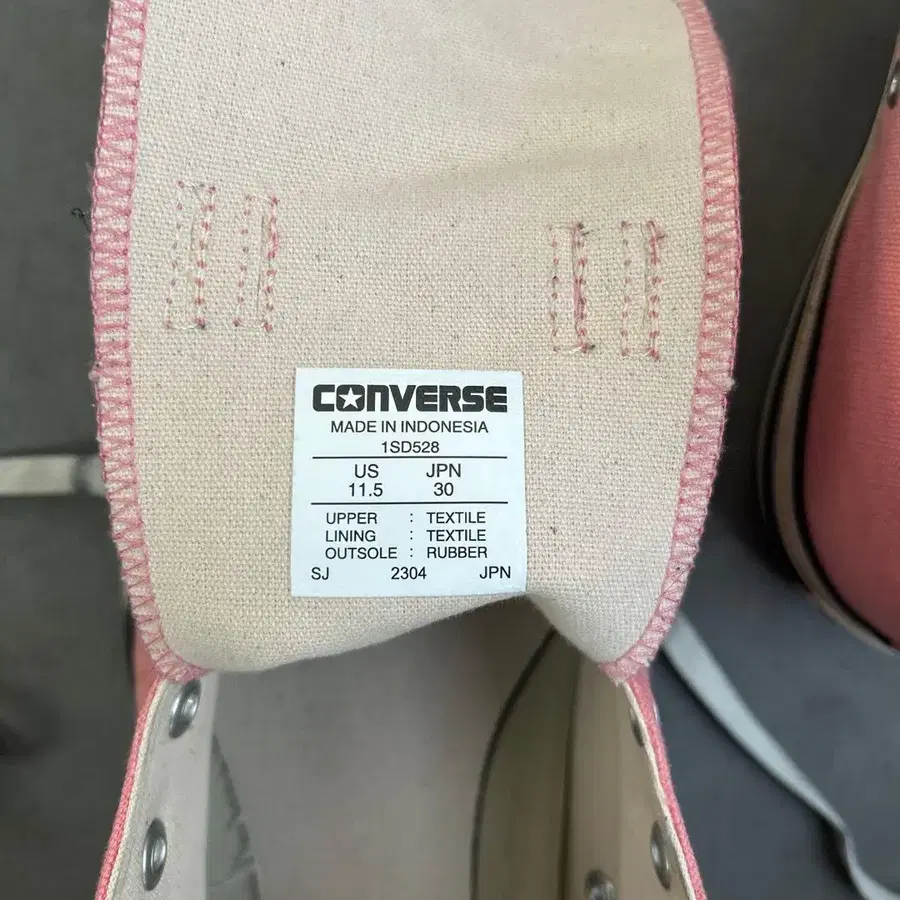 CONVERSE
MADE IN INDONESIA
1SD528
US JPN
11.5 30
UPPER : TEXTILE
LINING : TEXTILE
OUTSOLE : RUBBER
SJ 2304 JPN